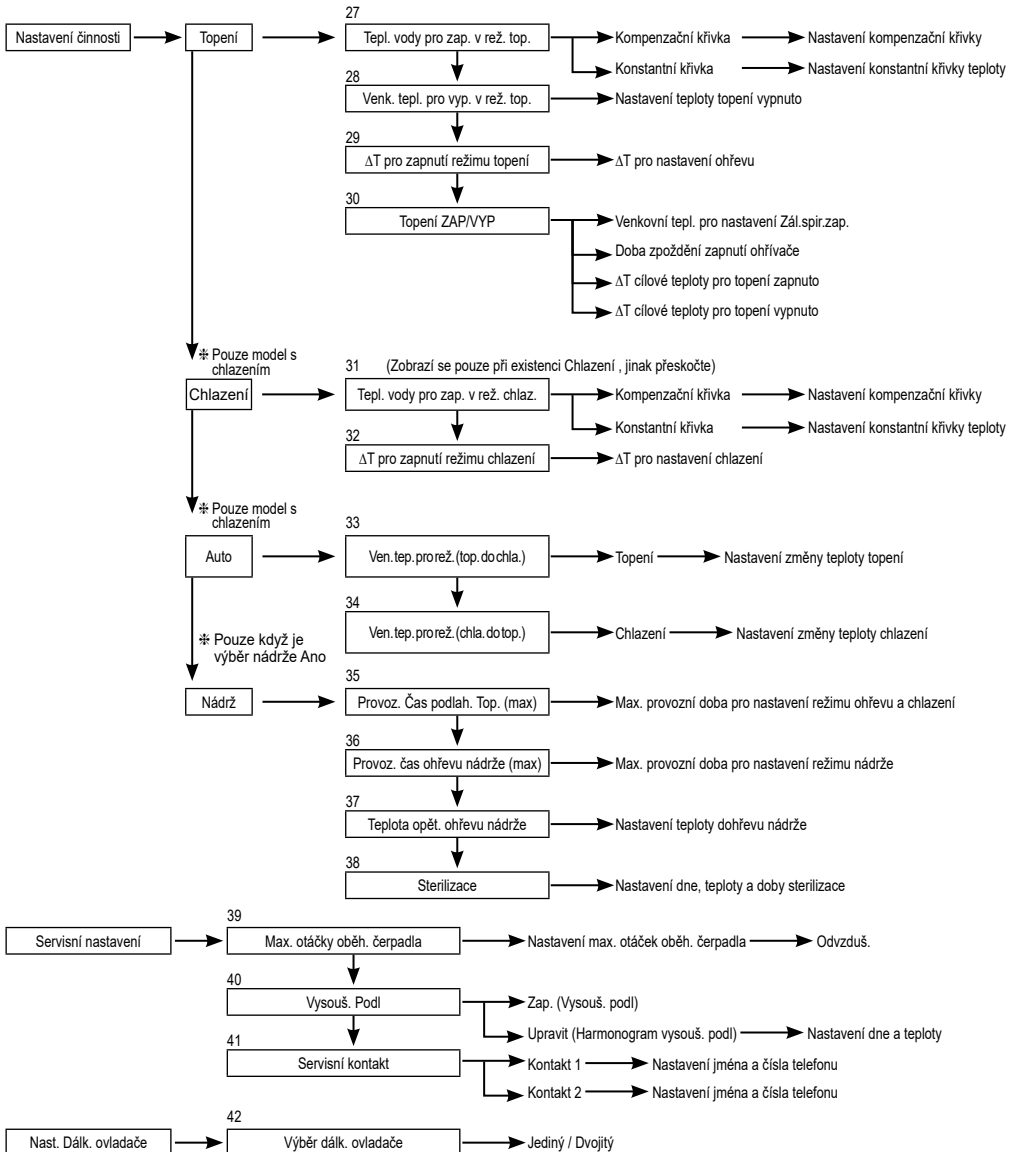 27
Nastavení činnosti
Topení
Tepl. vody pro zap. v rež. top.
Kompenzační křivka
Nastavení kompenzační křivky
Konstantní křivka
Nastavení konstantní křivky teploty
28
Venk. tepl. pro vyp. v rež. top.
Nastavení teploty topení vypnuto
29
ΔT pro zapnutí režimu topení
ΔT pro nastavení ohřevu
30
Topení ZAP/VYP
Venkovní tepl. pro nastavení Zál.spir.zap.
Doba zpoždění zapnutí ohřívače
ΔT cílové teploty pro topení zapnuto
ΔT cílové teploty pro topení vypnuto
❉ Pouze model s
chlazením
31 (Zobrazí se pouze při existenci Chlazení , jinak přeskočte)
Chlazení
Tepl. vody pro zap. v rež. chlaz.
Kompenzační křivka
Nastavení kompenzační křivky
Konstantní křivka
Nastavení konstantní křivky teploty
32
ΔT pro zapnutí režimu chlazení
ΔT pro nastavení chlazení
❉ Pouze model s
chlazením
33
Auto
Ven.tep.prorež.(top.dochla.)
Topení
Nastavení změny teploty topení
34
Ven.tep.prorež.(chla.dotop.)
Chlazení
Nastavení změny teploty chlazení
❉ Pouze když je
výběr nádrže Ano
35
Nádrž
Provoz. Čas podlah. Top. (max)
Max. provozní doba pro nastavení režimu ohřevu a chlazení
36
Provoz. čas ohřevu nádrže (max)
Max. provozní doba pro nastavení režimu nádrže
37
Teplota opět. ohřevu nádrže
Nastavení teploty dohřevu nádrže
38
Sterilizace
Nastavení dne, teploty a doby sterilizace
39
Servisní nastavení
Max. otáčky oběh. čerpadla
Nastavení max. otáček oběh. čerpadla
Odvzduš.
40
Vysouš. Podl
Zap. (Vysouš. podl)
Upravit (Harmonogram vysouš. podl)
Nastavení dne a teploty
41
Servisní kontakt
Kontakt 1
Nastavení jména a čísla telefonu
Kontakt 2
Nastavení jména a čísla telefonu
42
Nast. Dálk. ovladače
Výběr dálk. ovladače
Jediný / Dvojitý